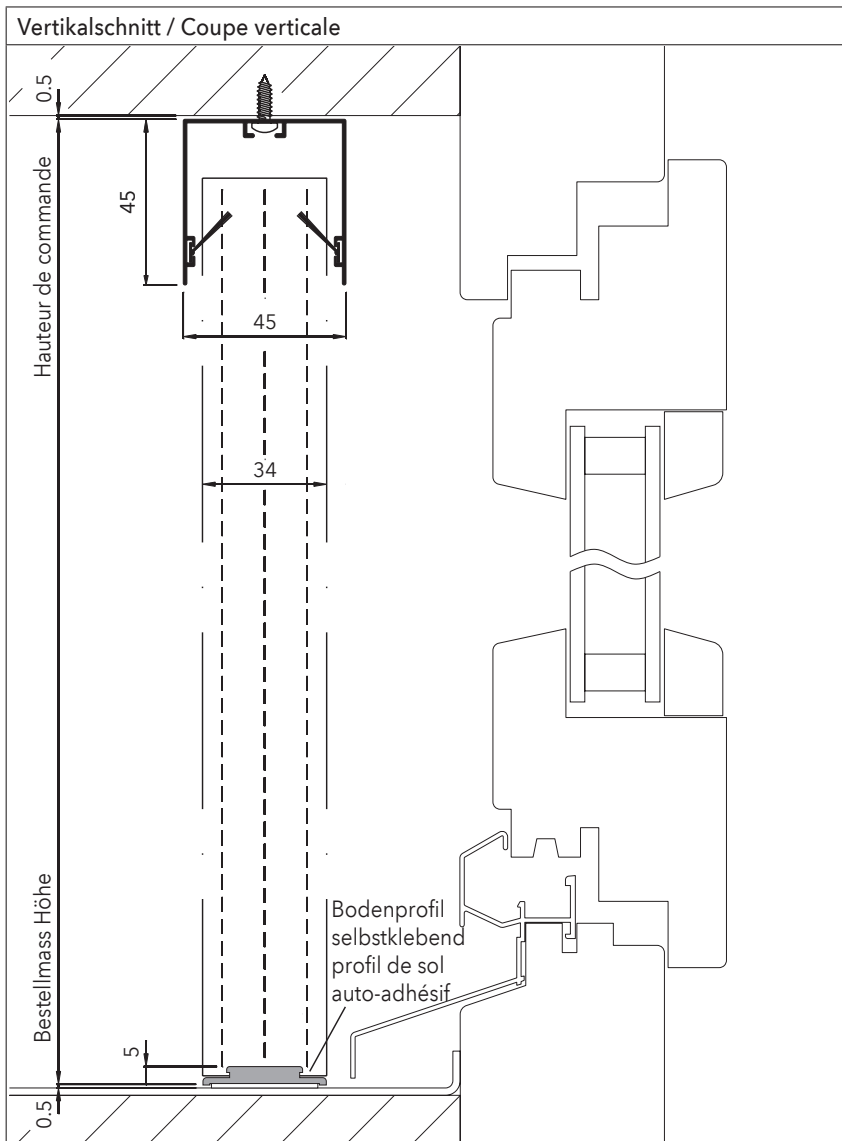 Vertikalschnitt / Coupe verticale
0.5
Hauteur de commande
45
45
34
Bestellmass Höhe
Bodenprofil
selbstklebend
profil de sol
auto-adhésif
5
0.5